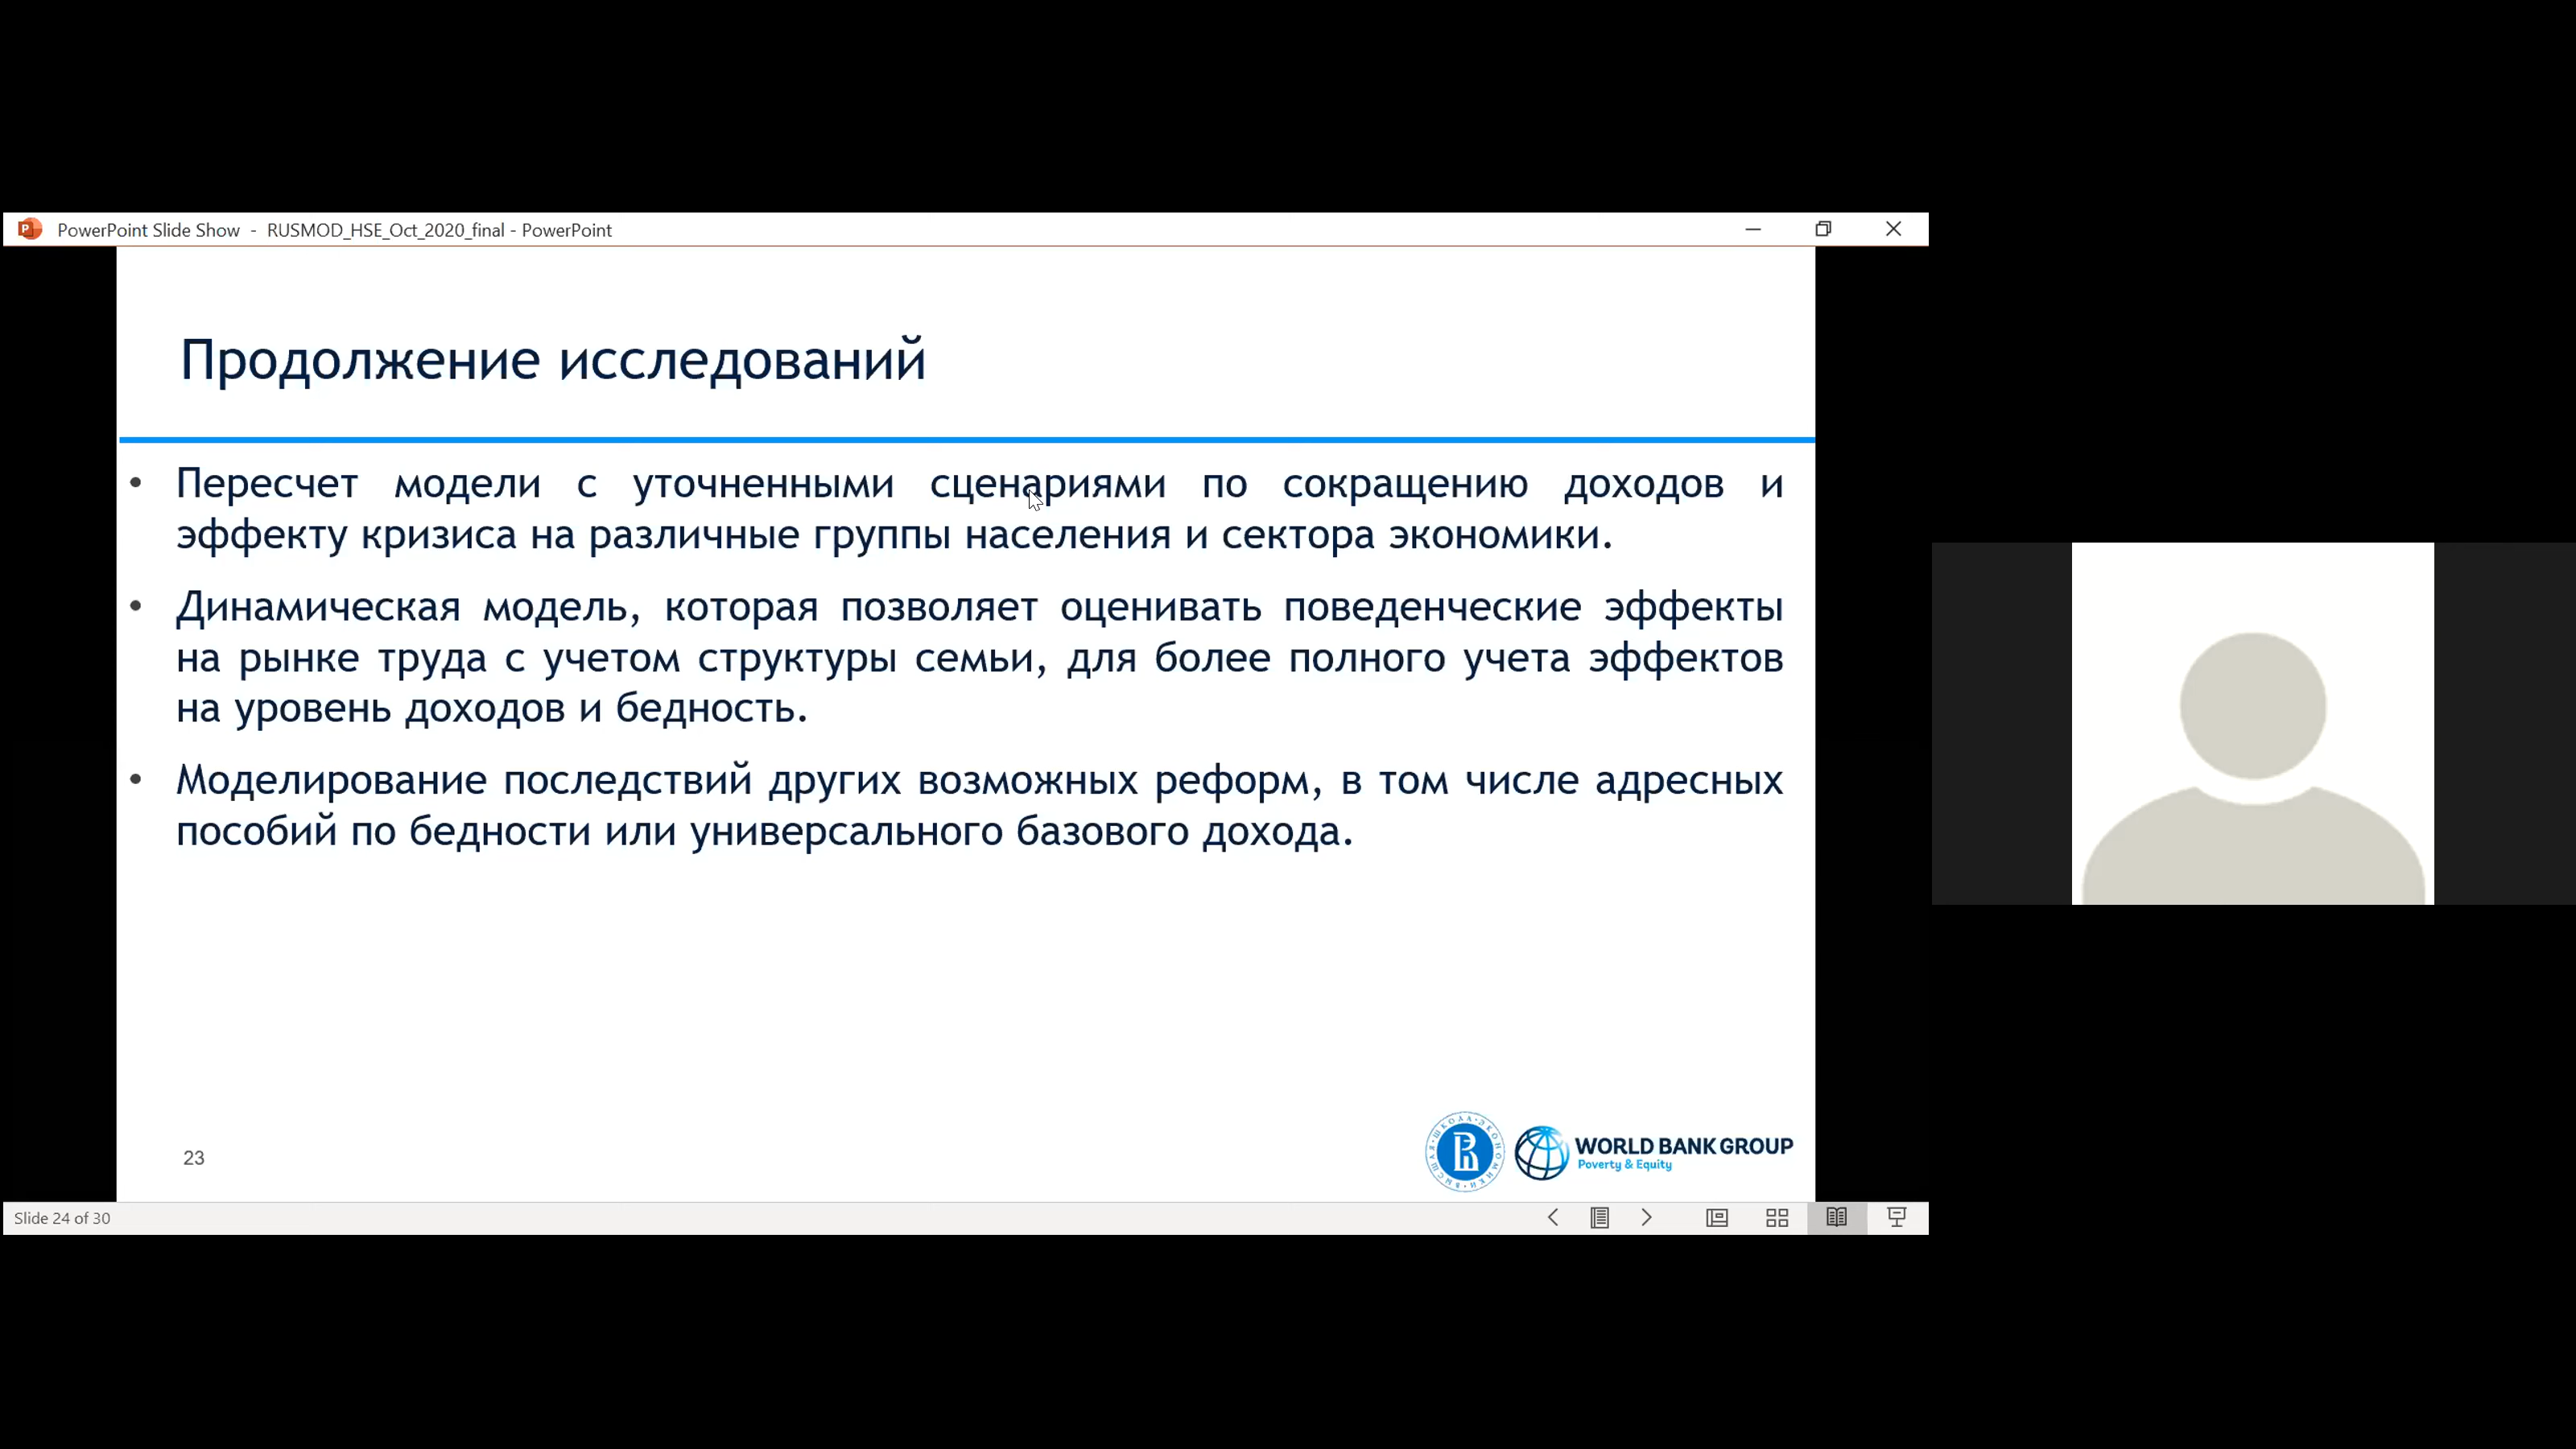 PowerPoint Slide Show - RUSMOD_HSE_Oct_2020_final - PowerPoint
Продолжение исследований
• Пересчет модели с уточненными сценариями по сокращению доходов и
эффекту кризиса на различные группы населения и сектора экономики.
• Динамическая модель, которая позволяет оценивать поведенческие эффекты
на рынке труда с учетом структуры семьи, для более полного учета эффектов
на уровень доходов и бедность.
• Моделирование последствий других возможных реформ, в том числе адресных
пособий по бедности или универсального базового дохода.
23
ВЫСШАЯ ШКОЛА ЭКОНОМИКИ
WORLD BANK GROUP
Poverty & Equity
Slide 24 of 30